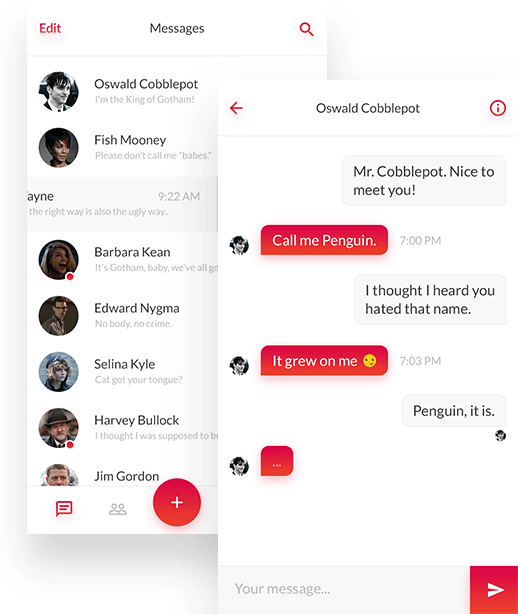 Edit
Messages
Oswald Cobblepot
I'm the King of Gotham!
Fish Mooney
Please don't call me "babes."
ayne
9:22 AM
the right way is also the ugly way..
Barbara Kean
It's Gotham, baby, we've all go
Edward Nygma
No body, no crime.
Selina Kyle
Cat got your tongue?
Harvey Bullock
I thought I was supposed to be
Jim Gordon
Oswald Cobblepot
Mr. Cobblepot. Nice to
meet you!
Call me Penguin.
7:00 PM
I thought I heard you
hated that name.
It grew on me 😏
7:03 PM
Penguin, it is.
...
Your message...